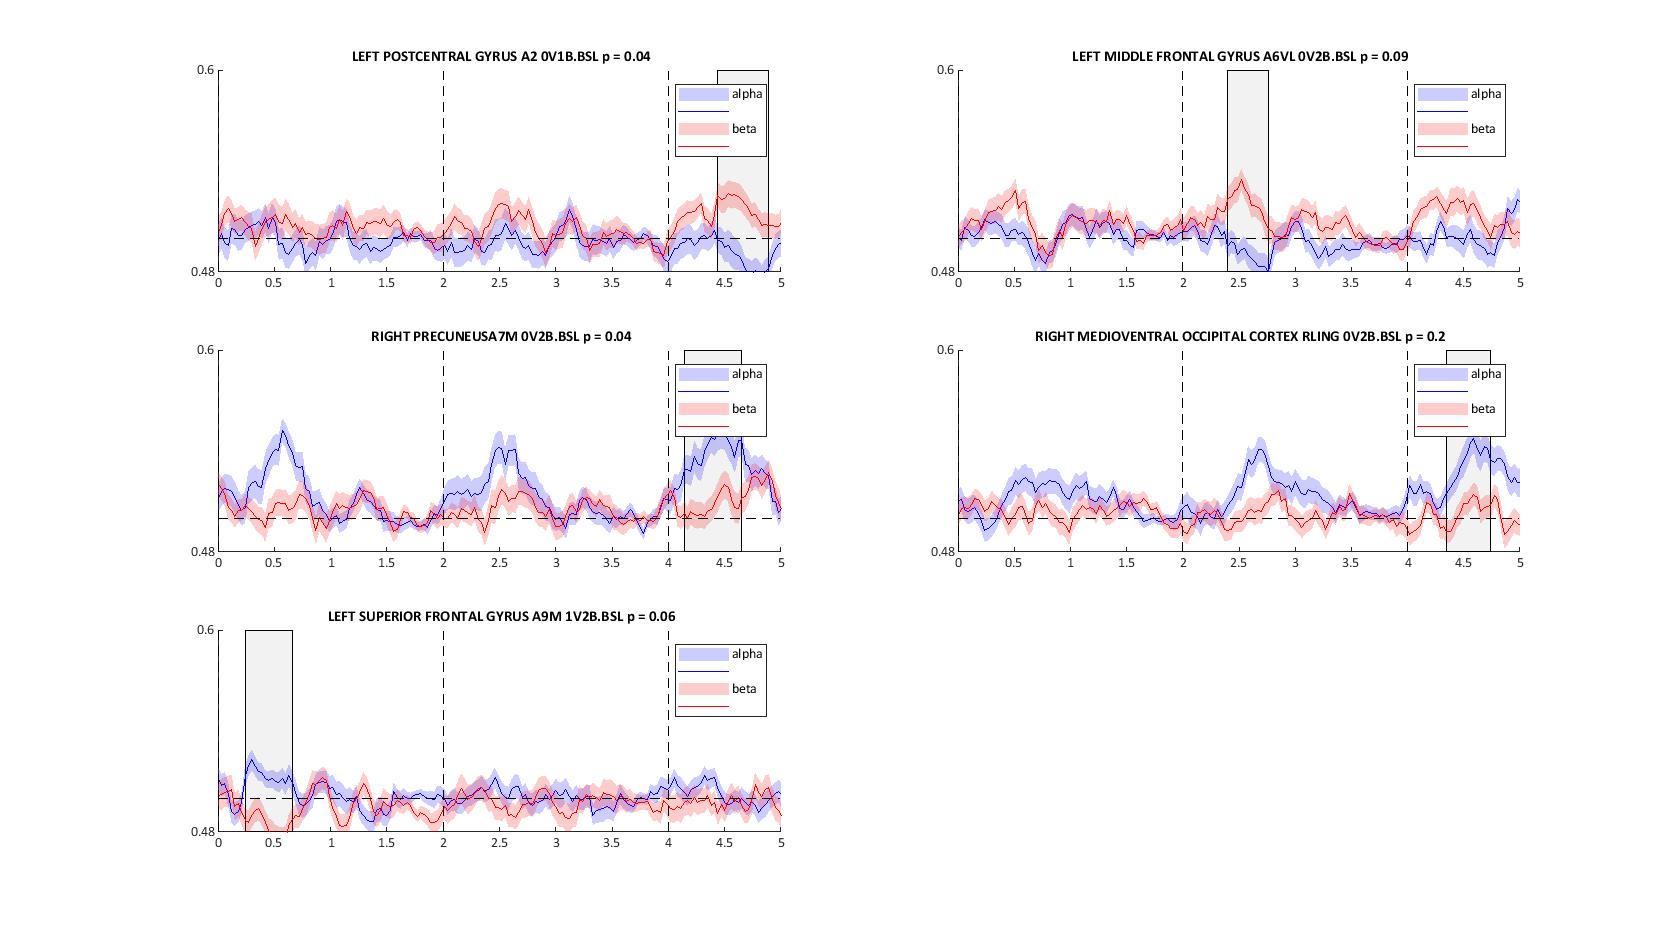 LEFT POSTCENTRAL GYRUS A2 0V1B.BSL p = 0.04
0.6
alpha
beta
0.48
0 0.5 1 1.5 2 2.5 3 3.5 4 4.5 5
LEFT MIDDLE FRONTAL GYRUS A6VL 0V2B.BSL p = 0.09
0.6
alpha
beta
0.48
0 0.5 1 1.5 2 2.5 3 3.5 4 4.5 5
RIGHT PRECUNEUSA7M 0V2B.BSL p = 0.04
0.6
alpha
beta
0.48
0 0.5 1 1.5 2 2.5 3 3.5 4 4.5 5
RIGHT MEDIOVENTRAL OCCIPITAL CORTEX RLING 0V2B.BSL p = 0.2
0.6
alpha
beta
0.48
0 0.5 1 1.5 2 2.5 3 3.5 4 4.5 5
LEFT SUPERIOR FRONTAL GYRUS A9M 1V2B.BSL p = 0.06
0.6
alpha
beta
0.48
0 0.5 1 1.5 2 2.5 3 3.5 4 4.5 5